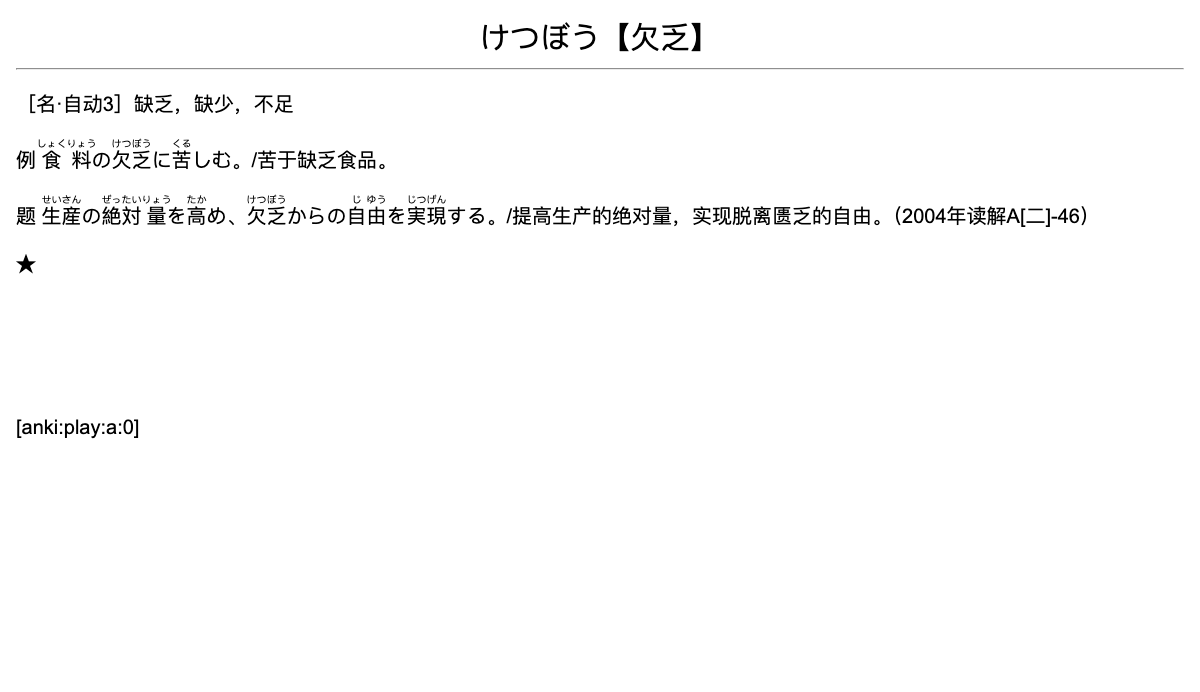 けつぼう【欠乏】
［名·自动3］缺乏，缺少，不足
例 食料の欠乏に苦しむ。/苦于缺乏食品。
しょくりょう けつぼう くる
题 生産の絶対量を高め、欠乏からの自由を実現する。/提高生产的绝对量，实现脱离匮乏的自由。（2004年读解A[二]-46）
せいさん ぜったいりょう たか けつぼう じゆう じつげん
★
[anki:play:a:0]